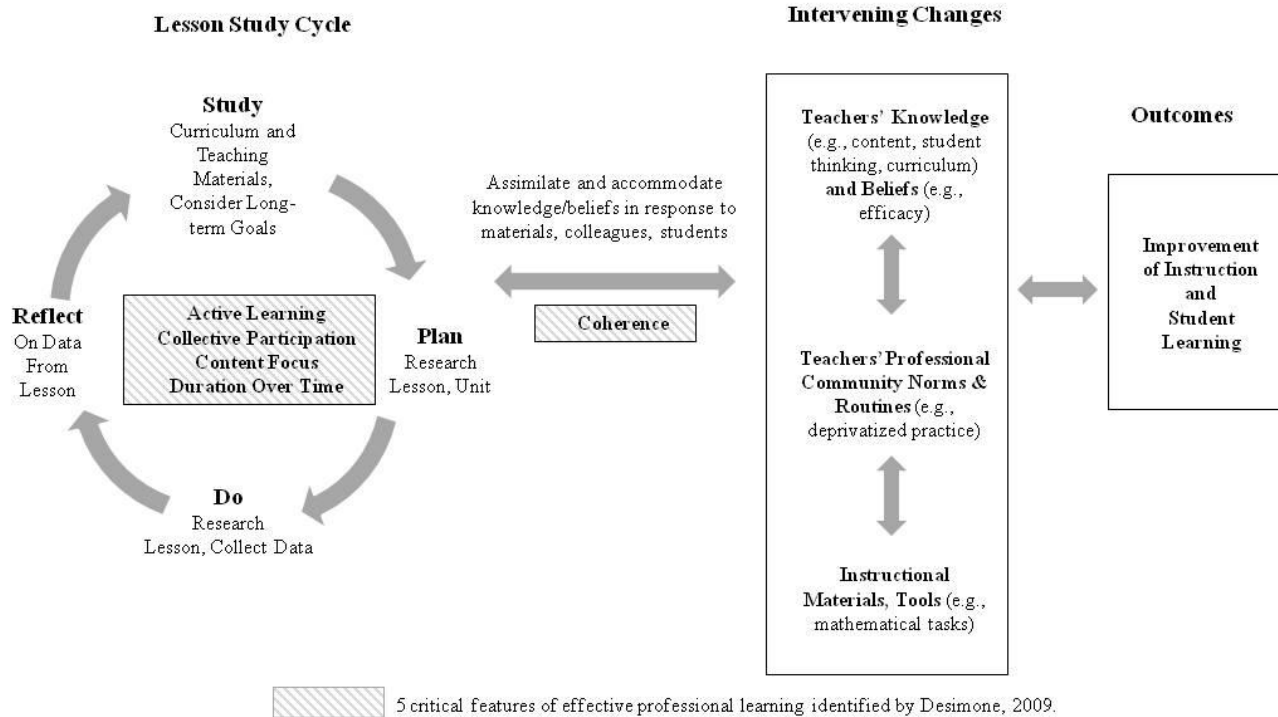 Lesson Study Cycle
Study
Curriculum and
Teaching
Materials,
Consider Long-
term Goals
Reflect
On Data
From
Lesson
Active Learning
Collective Participation
Content Focus
Duration Over Time
Plan
Research
Lesson, Unit
Do
Research
Lesson, Collect Data
Assimilate and accommodate
knowledge/beliefs in response to
materials, colleagues, students
Coherence
Intervening Changes
Teachers’ Knowledge
(e.g., content, student
thinking, curriculum)
and Beliefs (e.g.,
efficacy)
Teachers’ Professional
Community Norms &
Routines (e.g.,
deprivatized practice)
Instructional
Materials, Tools (e.g.,
mathematical tasks)
Outcomes
Improvement
of Instruction
and
Student
Learning
5 critical features of effective professional learning identified by Desimone, 2009.